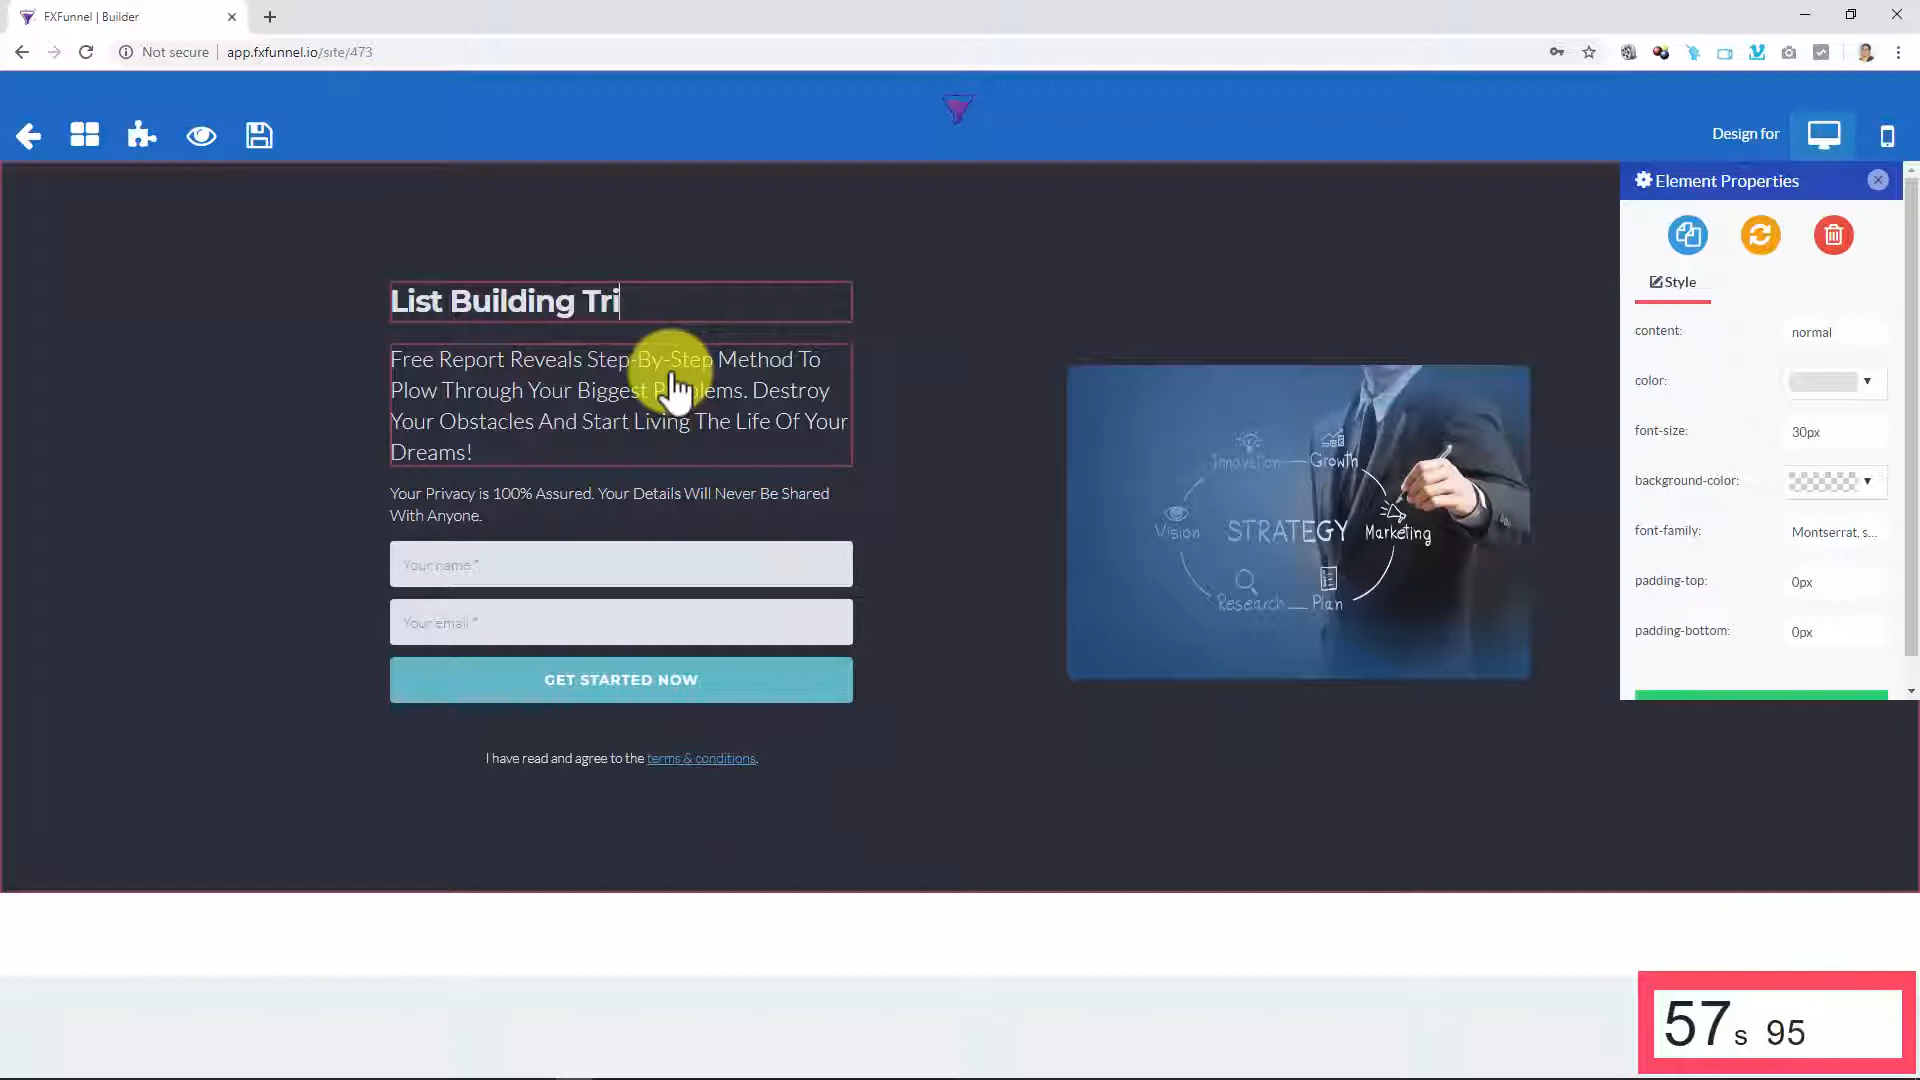 FXFunnel | Builder
Not secure
app.fxfunnel.io/site/473
Design for
Element Properties
List Building Tri
Free Report Reveals Step-By-Step Method To
Plow Through Your Biggest Problems. Destroy
Your Obstacles And Start Living The Life Of Your
Dreams!
Your Privacy is 100% Assured. Your Details Will Never Be Shared
With Anyone.
Your name *
Your email *
GET STARTED NOW
I have read and agree to the terms & conditions.
Innovation
Growth
Vision
STRATEGY
Marketing
Research
Plan
Style
content:
normal
color:
font-size:
30px
background-color:
font-family:
Montserrat, s...
padding-top:
0px
padding-bottom:
0px
57s 95